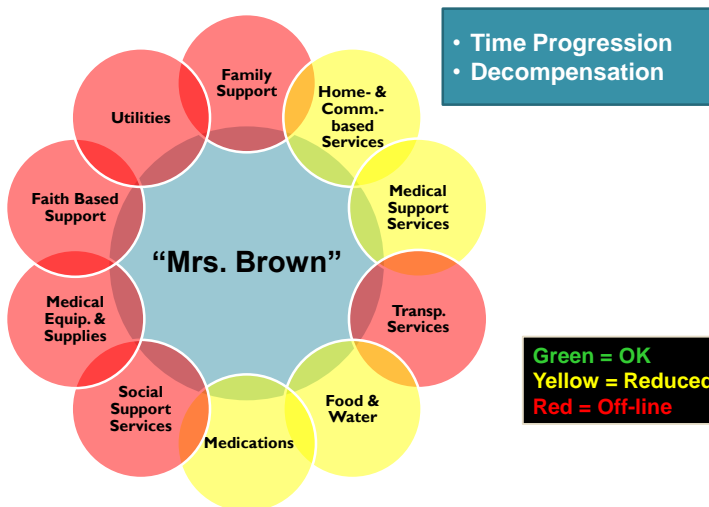 • Time Progression
• Decompensation
Family
Support
Home- &
Comm.-
based
Services
Medical
Support
Services
Transp.
Services
Food &
Water
Medications
Social
Support
Services
Medical
Equip. &
Supplies
Faith Based
Support
Utilities
“Mrs. Brown”
Green = OK
Yellow = Reduced
Red = Off-line